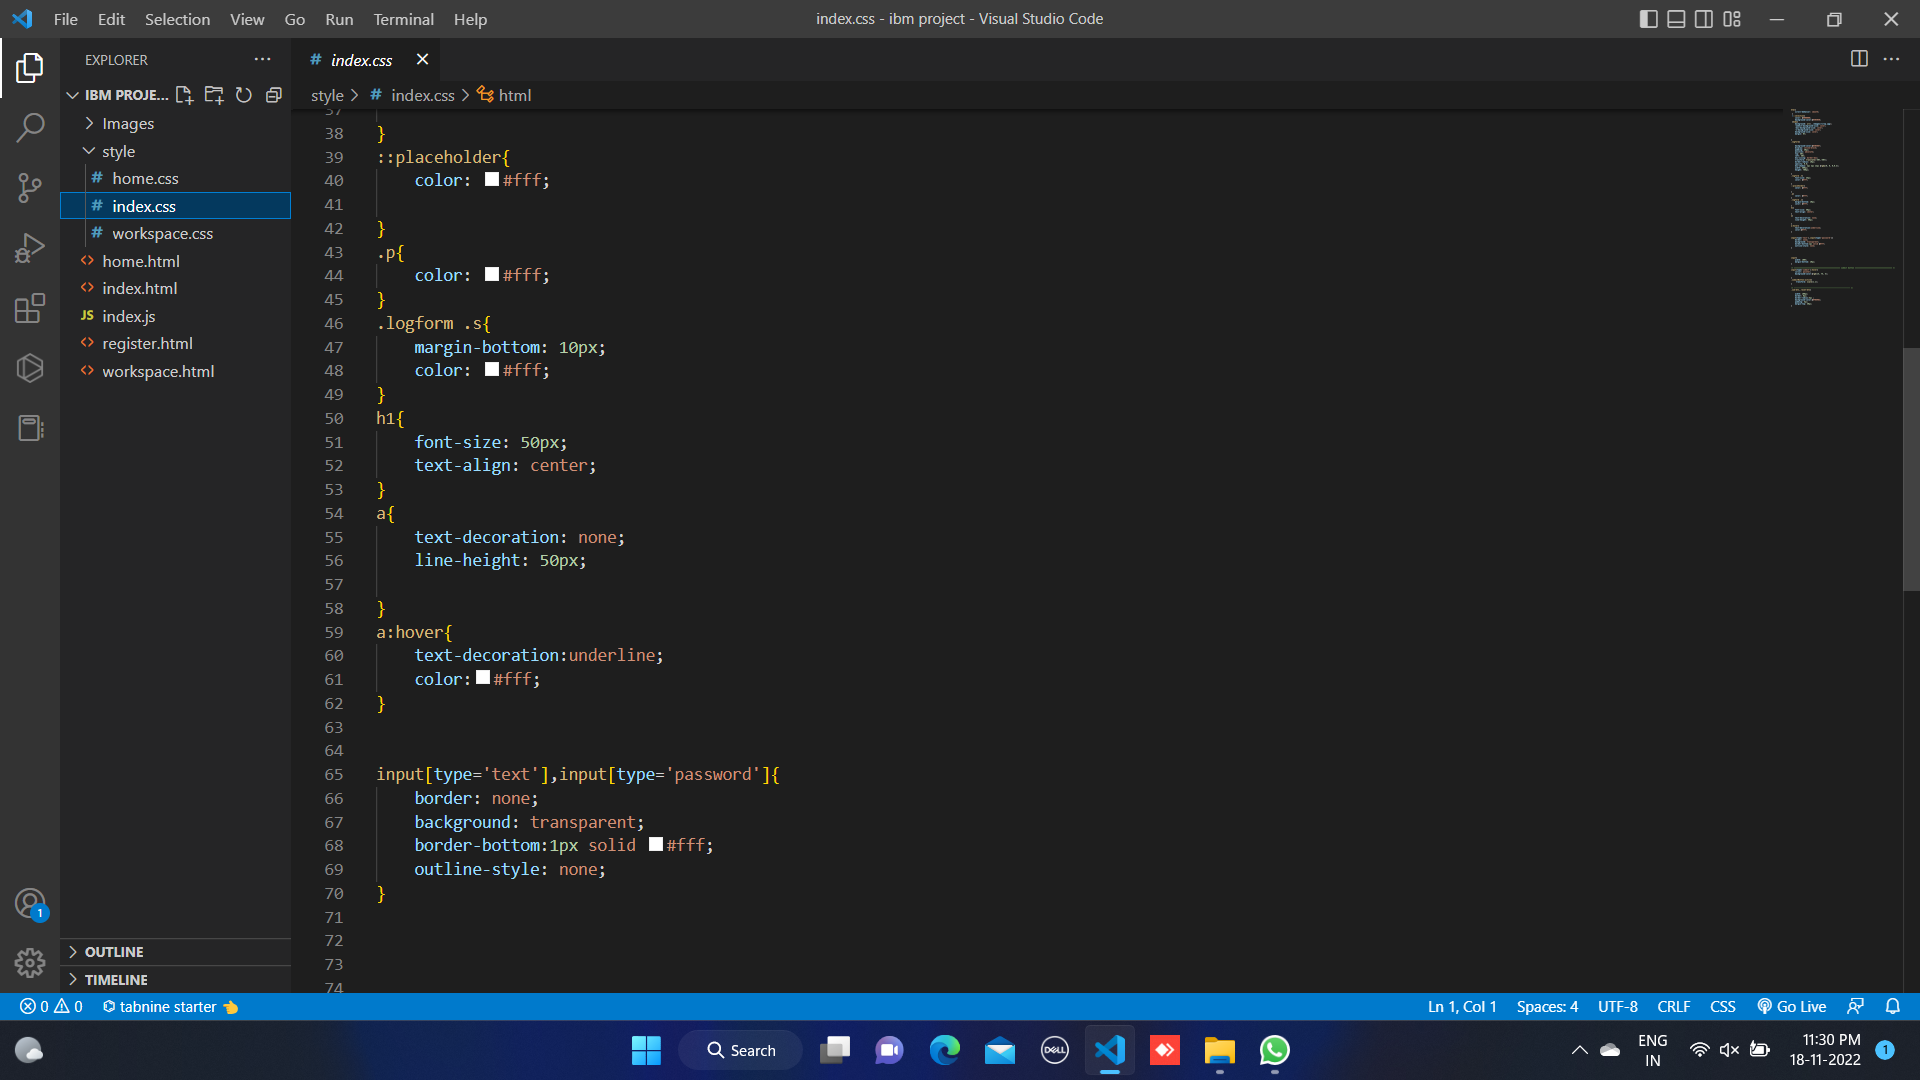 File Edit Selection View Go Run Terminal Help
index.css - ibm project - Visual Studio Code
EXPLORER
IBM PROJE...
Images
style
# home.css
# index.css
# workspace.css
<> home.html
<> index.html
JS index.js
<> register.html
<> workspace.html
OUTLINE
TIMELINE
# index.css
style > # index.css > html
37
38 }
39 ::placeholder{
40     color: #fff;
41
42 }
43 .p{
44     color: #fff;
45 }
46 .logform .s{
47     margin-bottom: 10px;
48     color: #fff;
49 }
50 h1{
51     font-size: 50px;
52     text-align: center;
53 }
54 a{
55     text-decoration: none;
56     line-height: 50px;
57
58 }
59 a:hover{
60     text-decoration:underline;
61     color:#fff;
62 }
63
64
65 input[type='text'],input[type='password']{
66     border: none;
67     background: transparent;
68     border-bottom:1px solid #fff;
69     outline-style: none;
70 }
71
72
73
74
1
0 0 tabnine starter
Ln 1, Col 1 Spaces: 4 UTF-8 CRLF CSS Go Live
Search
DELL
ENG
IN
11:30 PM
18-11-2022
1